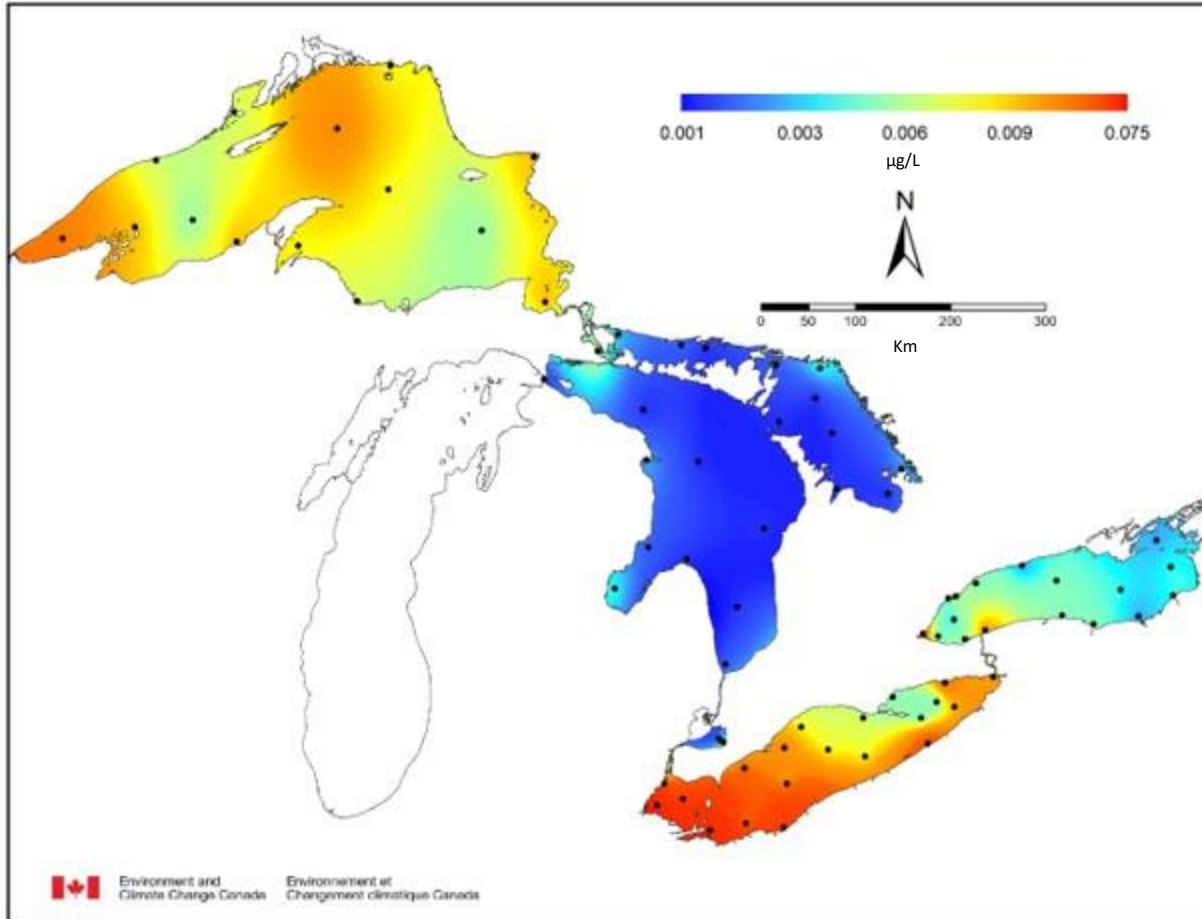 0.001 0.003 0.006 0.009 0.075
µg/L
N
0 50 100 200 300
Km
Environment and Environnement et
Climate Change Canada Changement climatique Canada